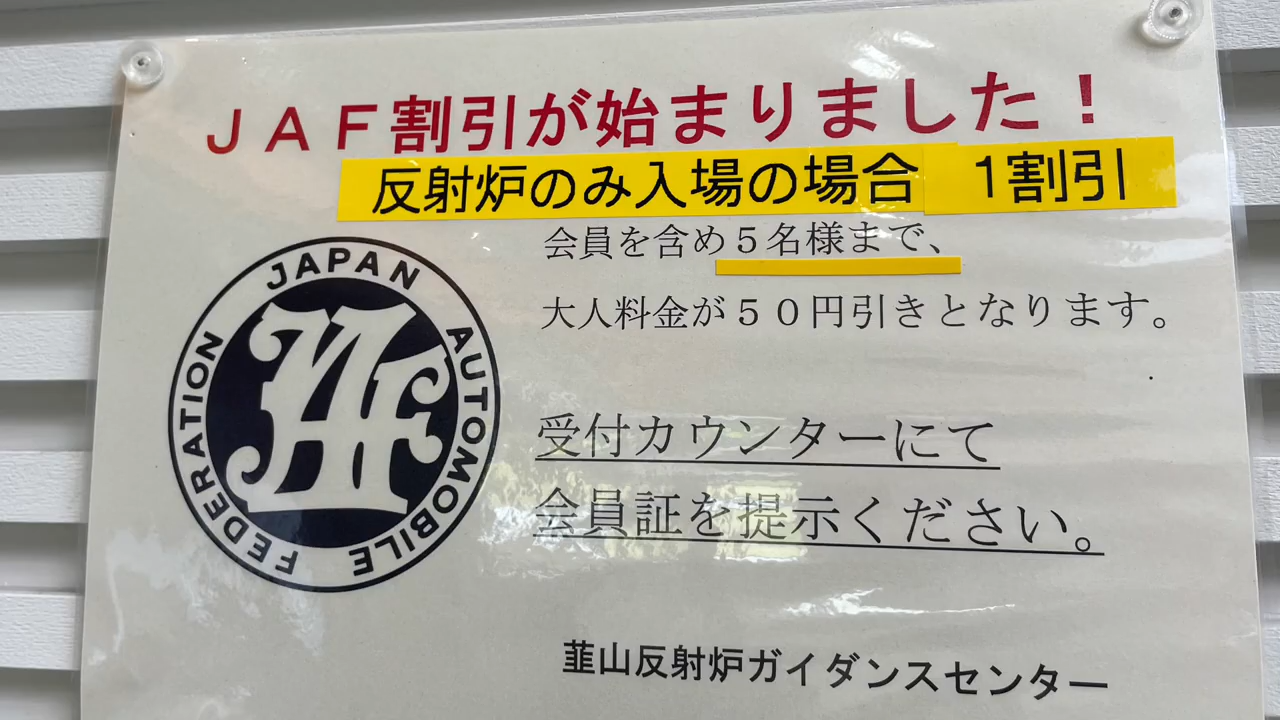 ＪＡＦ割引が始まりました！
反射炉のみ入場の場合　1割引
会員を含め５名様まで、
大人料金が５０円引きとなります。
JAPAN AUTOMOBILE FEDERATION
JAF
受付カウンターにて
会員証を提示ください。
韮山反射炉ガイダンスセンター